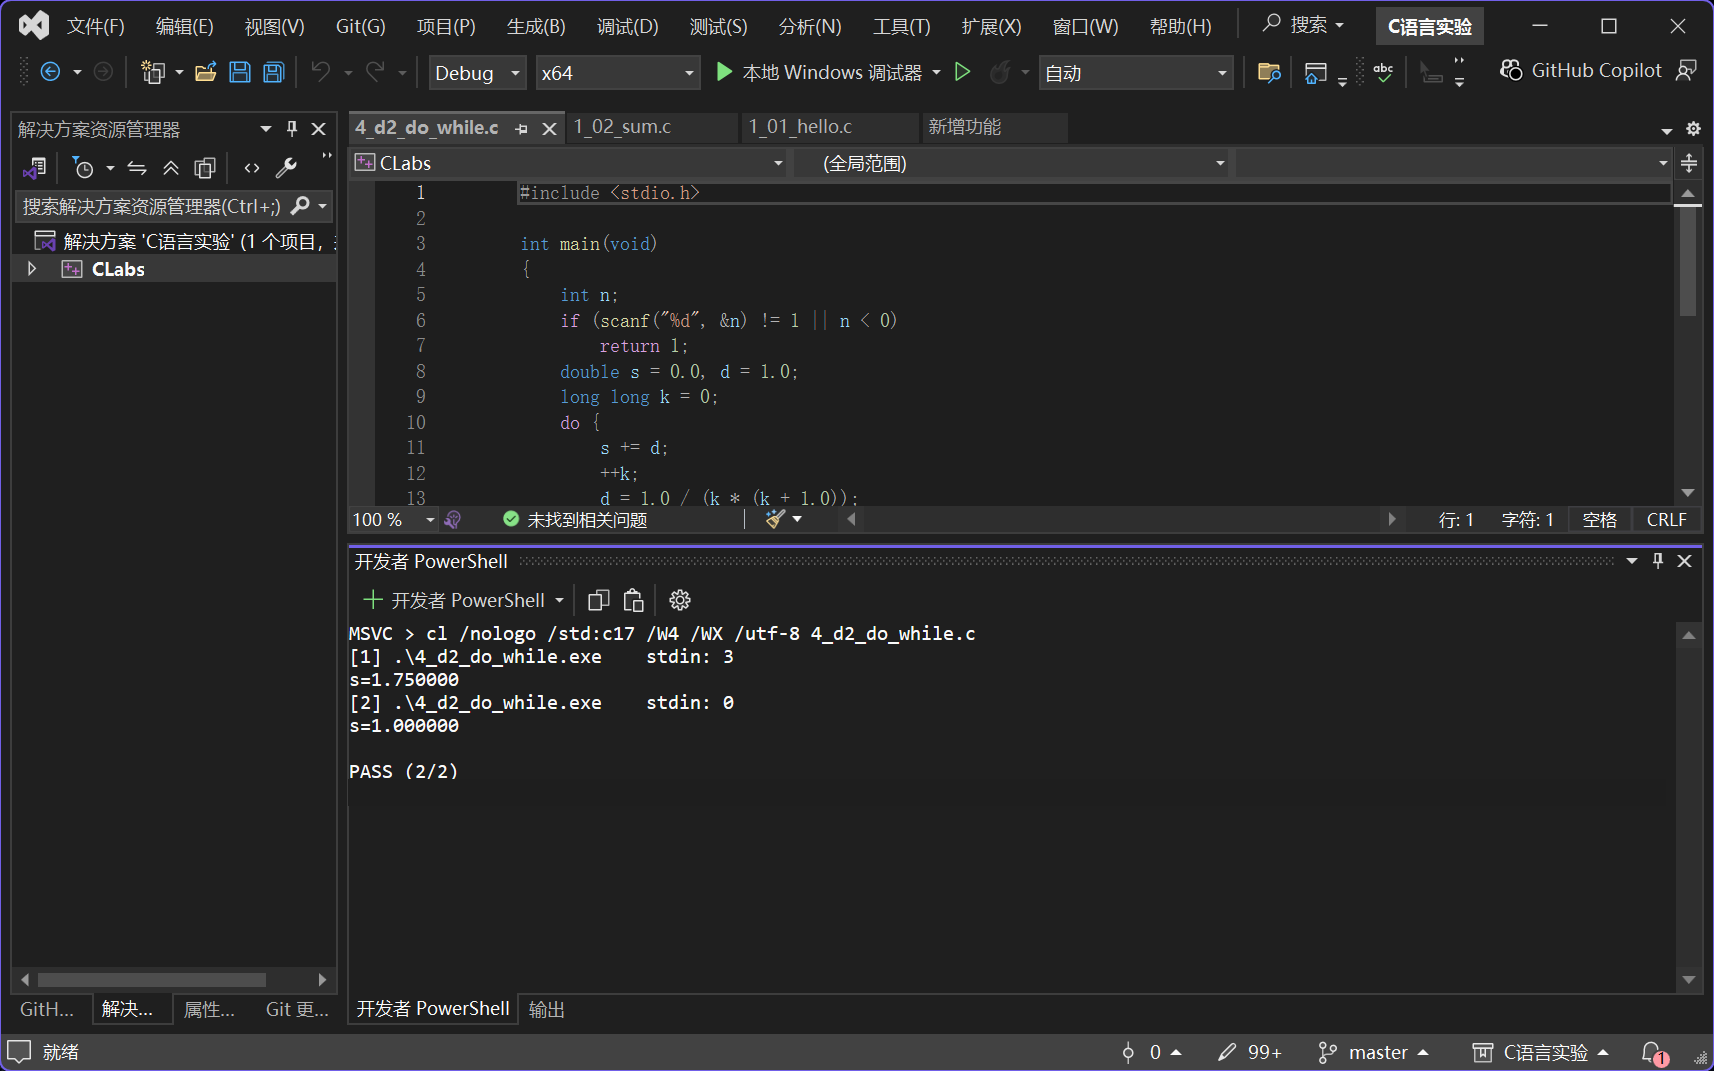 文件(F) 编辑(E) 视图(V) Git(G) 项目(P) 生成(B) 调试(D) 测试(S) 分析(N) 工具(T) 扩展(X) 窗口(W) 帮助(H) 搜索 C语言实验
Debug x64 本地 Windows 调试器 自动 abc GitHub Copilot
解决方案资源管理器
搜索解决方案资源管理器(Ctrl+;)
解决方案 'C语言实验' (1 个项目,
CLabs
4_d2_do_while.c 1_02_sum.c 1_01_hello.c 新增功能
CLabs (全局范围)
1 #include <stdio.h>
2
3 int main(void)
4 {
5 int n;
6 if (scanf("%d", &n) != 1 || n < 0)
7 return 1;
8 double s = 0.0, d = 1.0;
9 long long k = 0;
10 do {
11 s += d;
12 ++k;
13 d = 1.0 / (k * (k + 1.0));
100 % 未找到相关问题 行: 1 字符: 1 空格 CRLF
开发者 PowerShell
开发者 PowerShell
MSVC > cl /nologo /std:c17 /W4 /WX /utf-8 4_d2_do_while.c
[1] .\4_d2_do_while.exe stdin: 3
s=1.750000
[2] .\4_d2_do_while.exe stdin: 0
s=1.000000
PASS (2/2)
GitH... 解决... 属性... Git 更... 开发者 PowerShell 输出
就绪 0 99+ master C语言实验 1